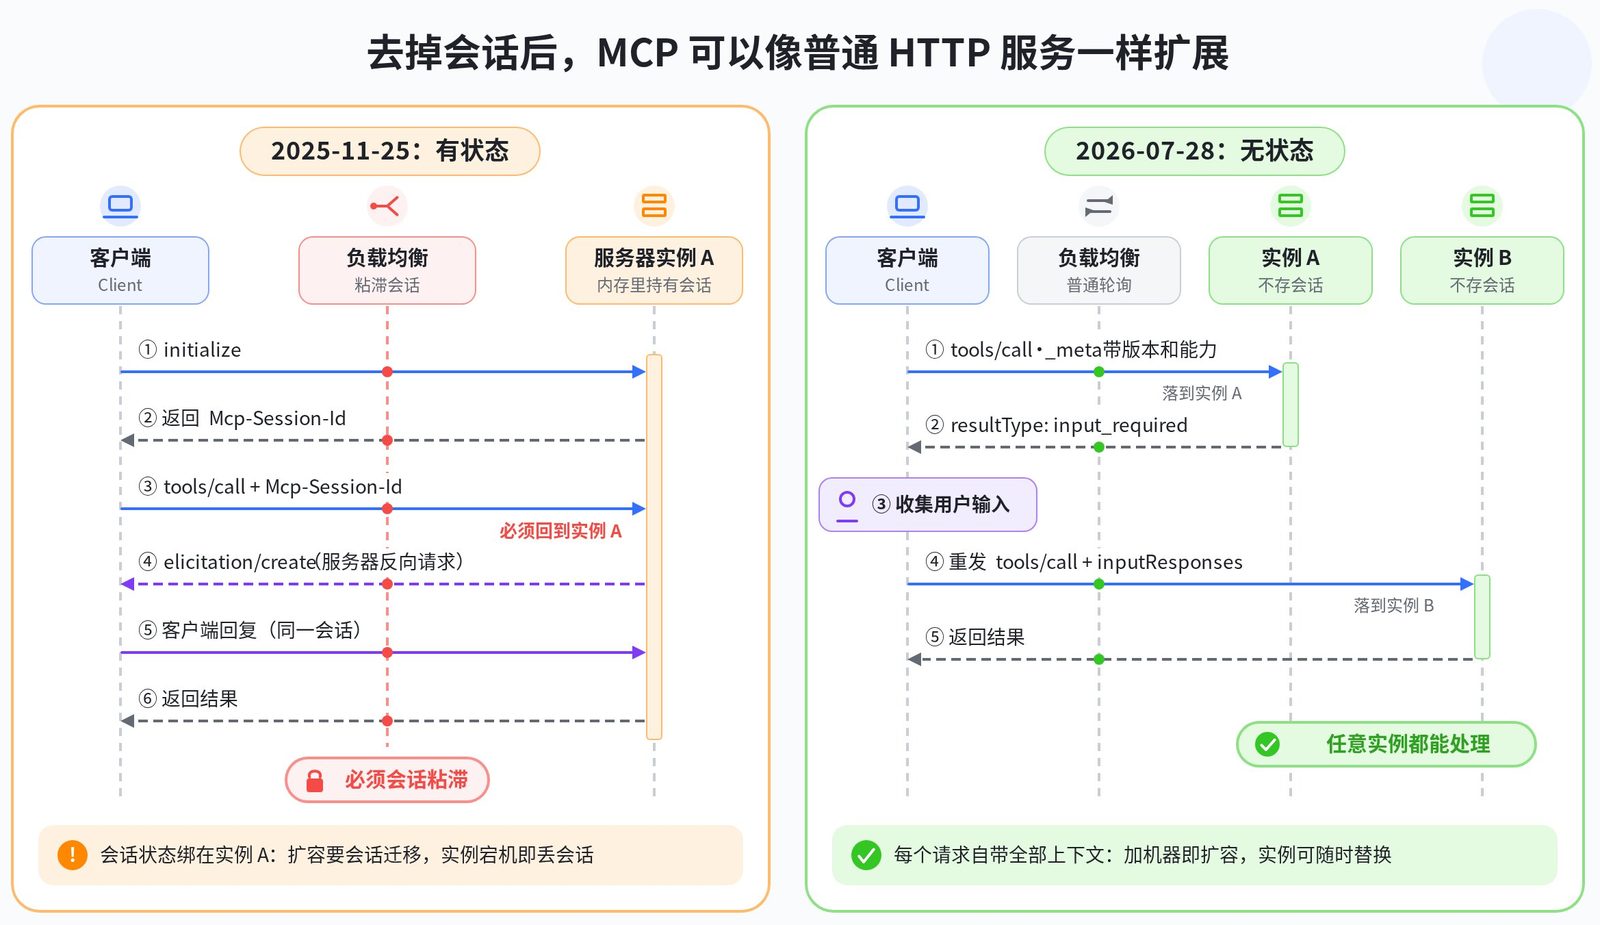 去掉会话后，MCP 可以像普通 HTTP 服务一样扩展
2025-11-25：有状态
客户端
Client
负载均衡
粘滞会话
服务器实例 A
内存里持有会话
① initialize
② 返回 Mcp-Session-Id
③ tools/call + Mcp-Session-Id
必须回到实例 A
④ elicitation/create（服务器反向请求）
⑤ 客户端回复（同一会话）
⑥ 返回结果
必须会话粘滞
! 会话状态绑在实例 A：扩容要会话迁移，实例宕机即丢会话
2026-07-28：无状态
客户端
Client
负载均衡
普通轮询
实例 A
不存会话
实例 B
不存会话
① tools/call · _meta带版本和能力
落到实例 A
② resultType: input_required
③ 收集用户输入
④ 重发 tools/call + inputResponses
落到实例 B
⑤ 返回结果
任意实例都能处理
每个请求自带全部上下文：加机器即扩容，实例可随时替换